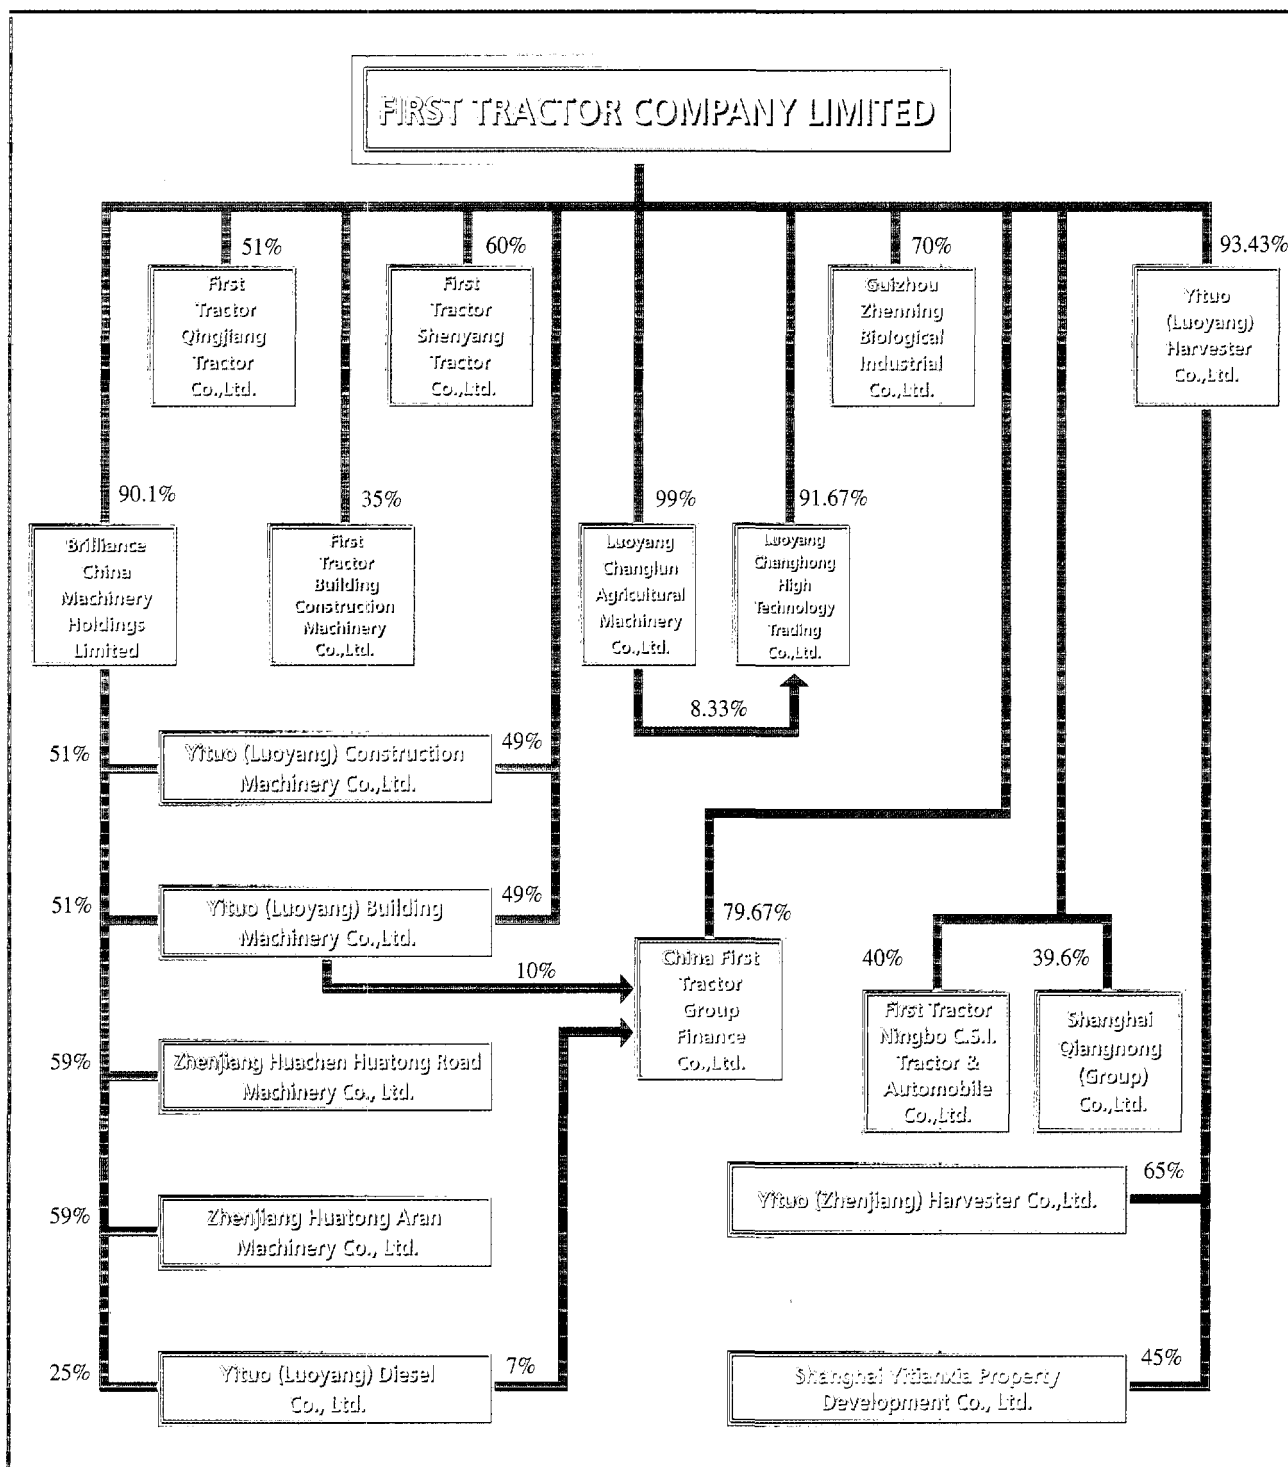 FIRST TRACTOR COMPANY LIMITED
51%
60%
70%
93.43%
First
Tractor
Qingjiang
Tractor
Co.,Ltd.
First
Tractor
Shenyang
Tractor
Co.,Ltd.
Guizhou
Zhenning
Biological
Industrial
Co.,Ltd.
Yituo
(Luoyang)
Harvester
Co.,Ltd.
90.1%
35%
99%
91.67%
Brilliance
China
Machinery
Holdings
Limited
First
Tractor
Building
Construction
Machinery
Co.,Ltd.
Luoyang
Changlun
Agricultural
Machinery
Co.,Ltd.
Luoyang
Changhong
High
Technology
Trading
Co.,Ltd.
8.33%
51%
Yituo (Luoyang) Construction
Machinery Co.,Ltd.
49%
51%
Yituo (Luoyang) Building
Machinery Co.,Ltd.
49%
10%
79.67%
China First
Tractor
Group
Finance
Co.,Ltd.
40%
39.6%
First Tractor
Ningbo C.S.I.
Tractor &
Automobile
Co.,Ltd.
Shanghai
Qiangnong
(Group)
Co.,Ltd.
59%
Zhenjiang Huachen Huatong Road
Machinery Co., Ltd.
59%
Zhenjiang Huatong Aran
Machinery Co., Ltd.
Yituo (Zhenjiang) Harvester Co.,Ltd.
65%
25%
Yituo (Luoyang) Diesel
Co., Ltd.
7%
Shanghai Yitianxia Property
Development Co., Ltd.
45%